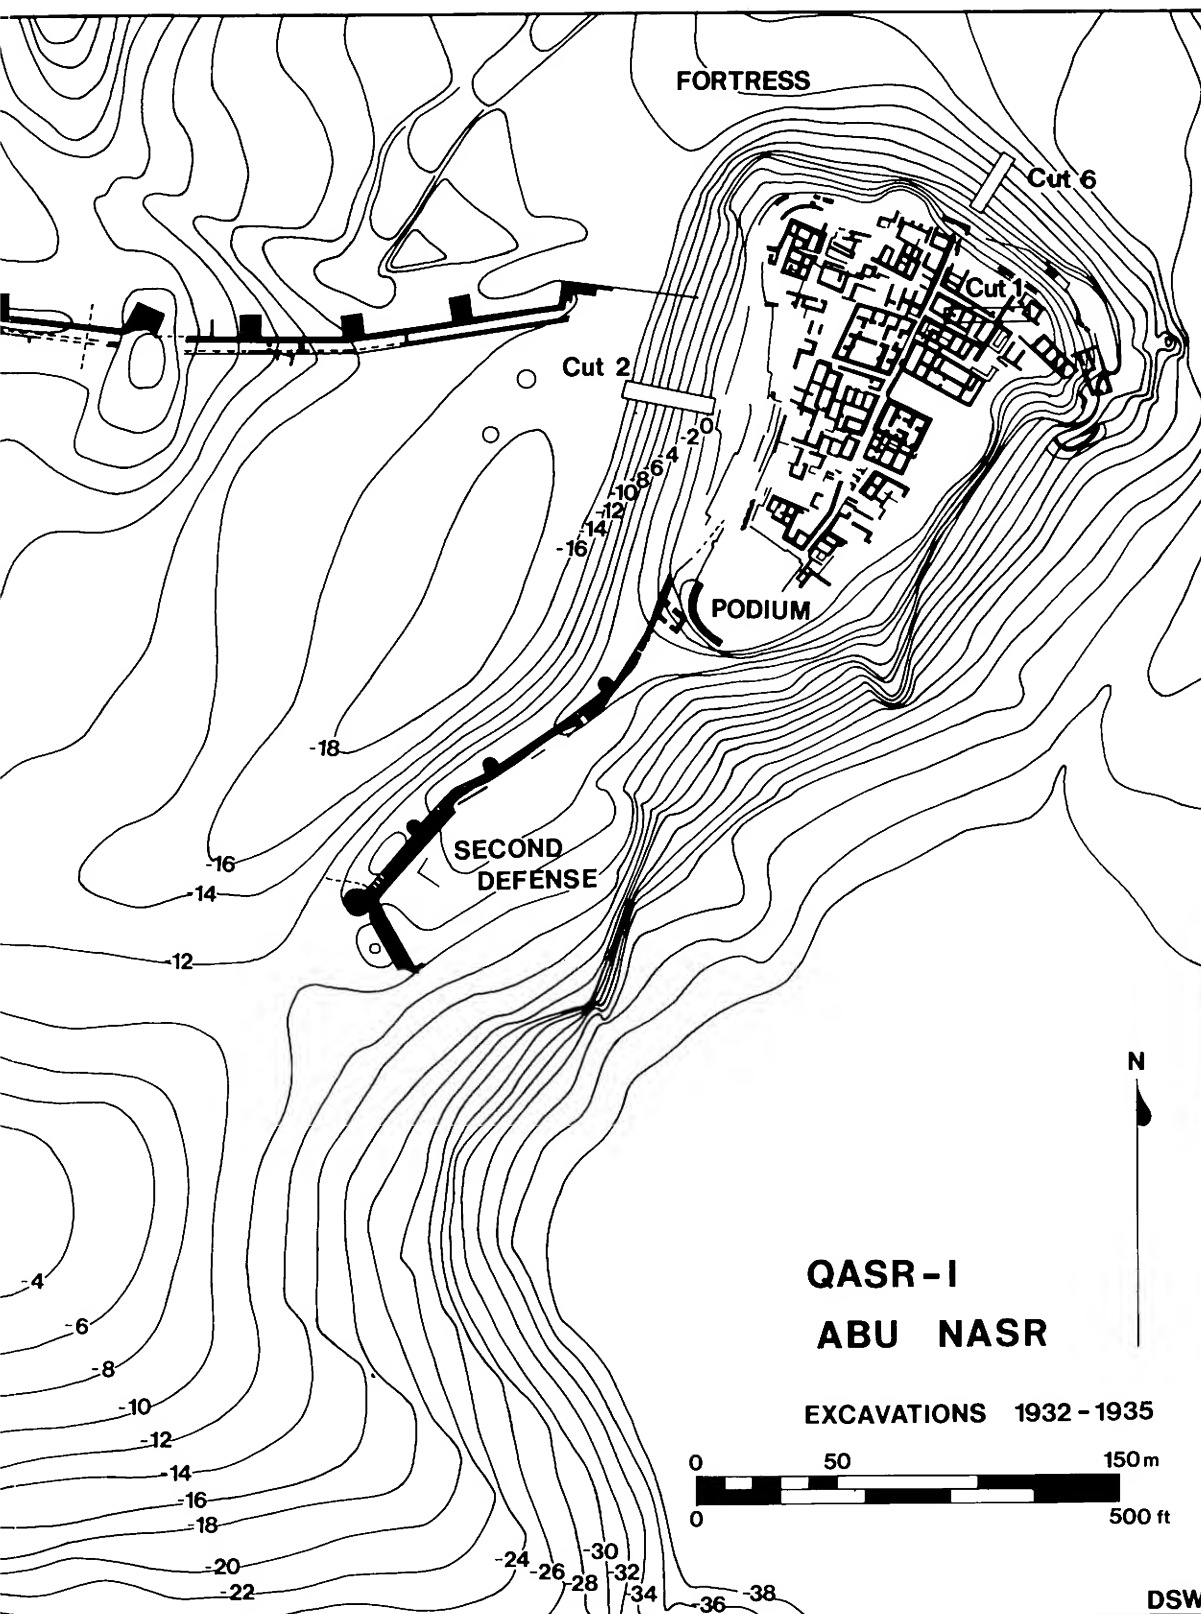 FORTRESS
Cut 6
Cut 1
Cut 2
0
-2
-4
-6
-8
-10
-12
-14
-16
PODIUM
-18
SECOND
DEFENSE
-16
-14
-12
N
-4
-6
-8
-10
-12
-14
-16
-18
-20
-22
-24
-26
-28
-30
-32
-34
-36
-38
QASR-I
ABU NASR
EXCAVATIONS 1932-1935
0 50 150 m
0 500 ft
DSW